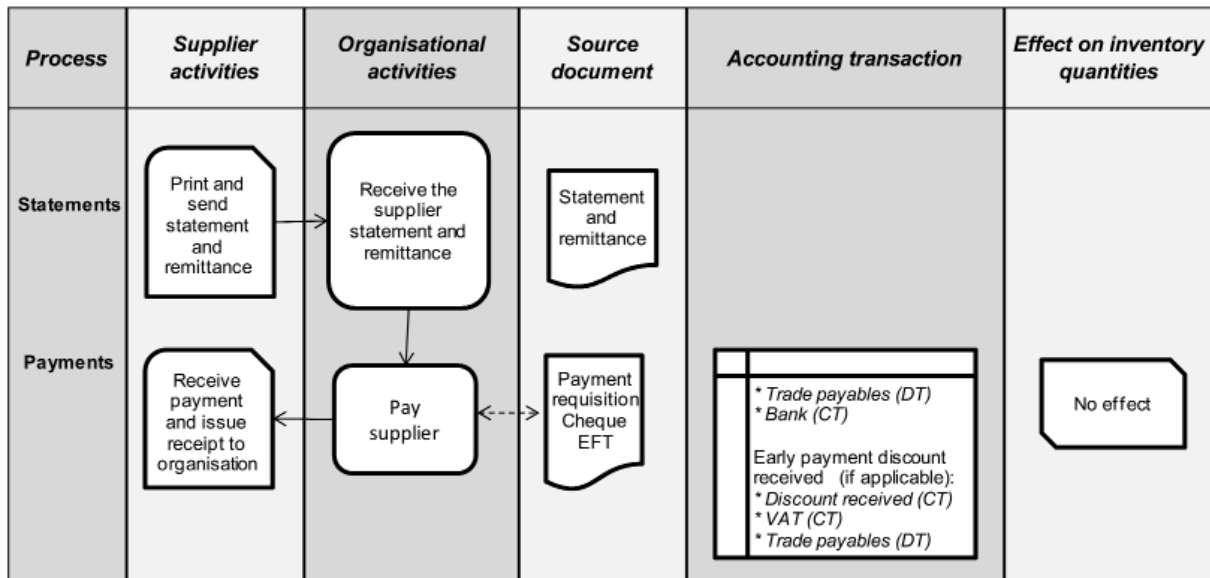 Process
Supplier
activities
Organisational
activities
Source
document
Accounting transaction
Effect on inventory
quantities
Statements
Print and
send
statement
and
remittance
Receive the
supplier
statement and
remittance
Statement
and
remittance
Payments
Receive
payment
and issue
receipt to
organisation
Pay
supplier
Payment
requisition
Cheque
EFT
* Trade payables (DT)
* Bank (CT)
Early payment discount
received (if applicable):
* Discount received (CT)
* VAT (CT)
* Trade payables (DT)
No effect